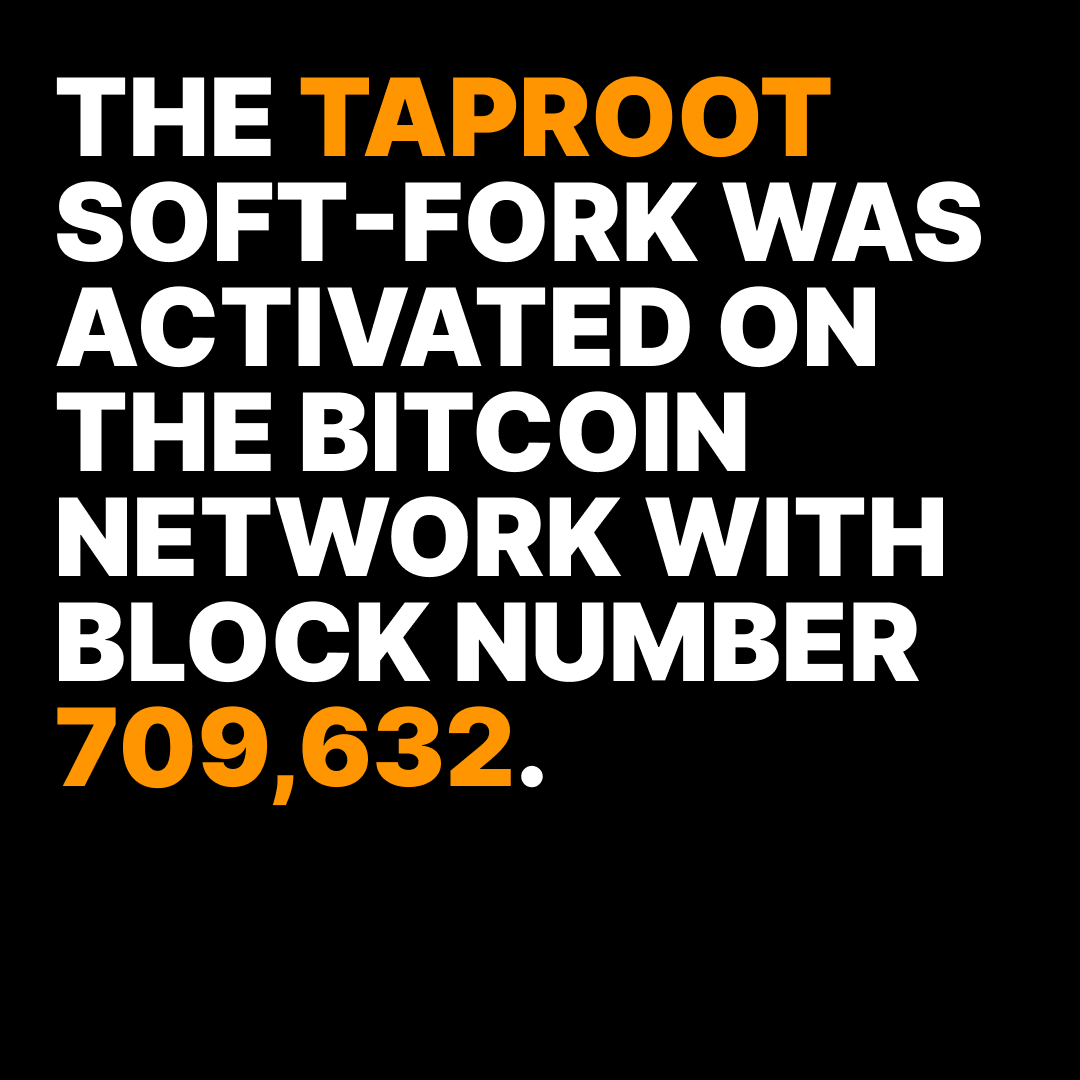 THE TAPROOT
SOFT-FORK WAS
ACTIVATED ON
THE BITCOIN
NETWORK WITH
BLOCK NUMBER
709,632.